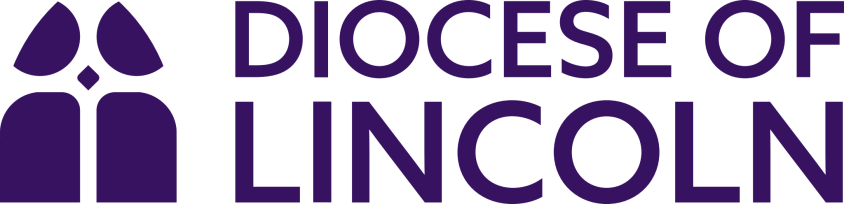 DIOCESE OF
LINCOLN